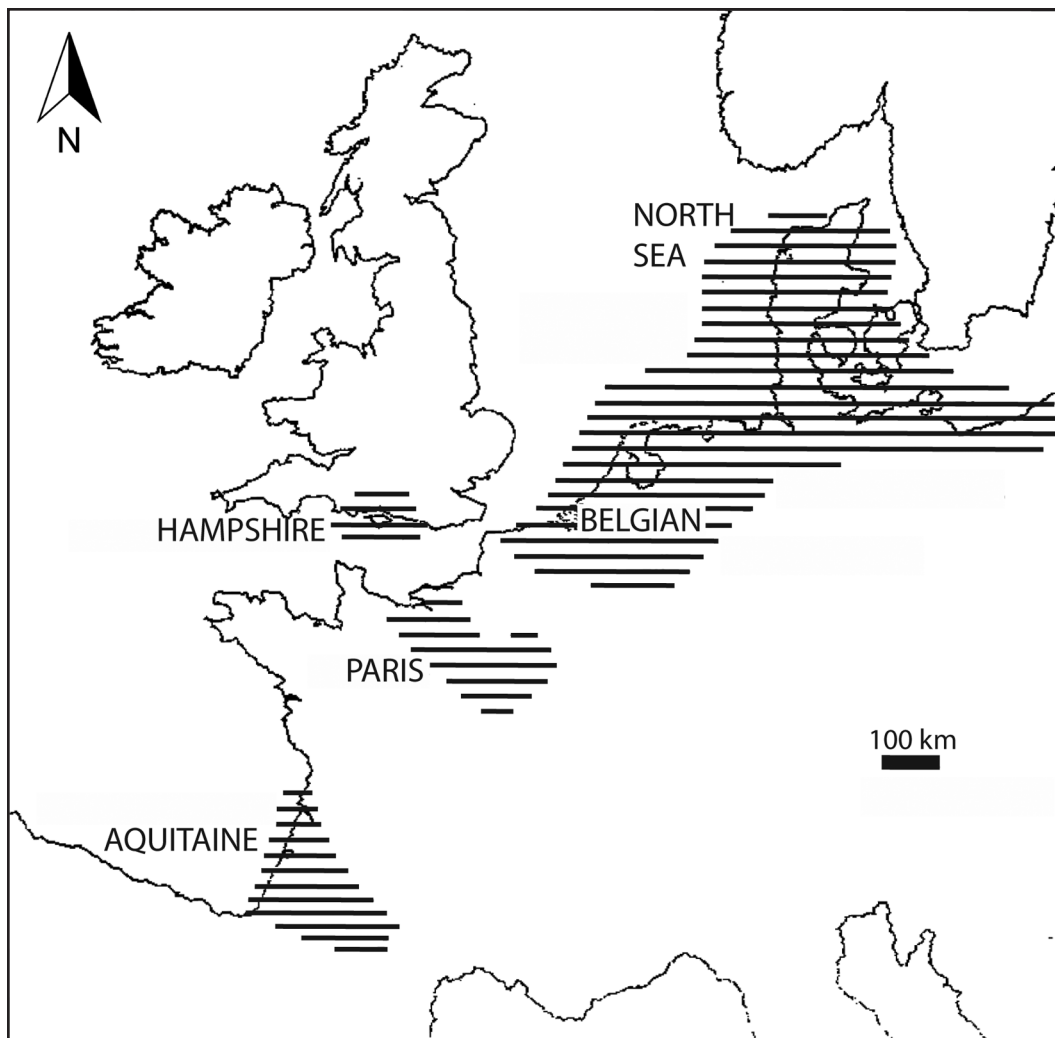 N
NORTH
SEA
HAMPSHIRE
BELGIAN
PARIS
100 km
AQUITAINE